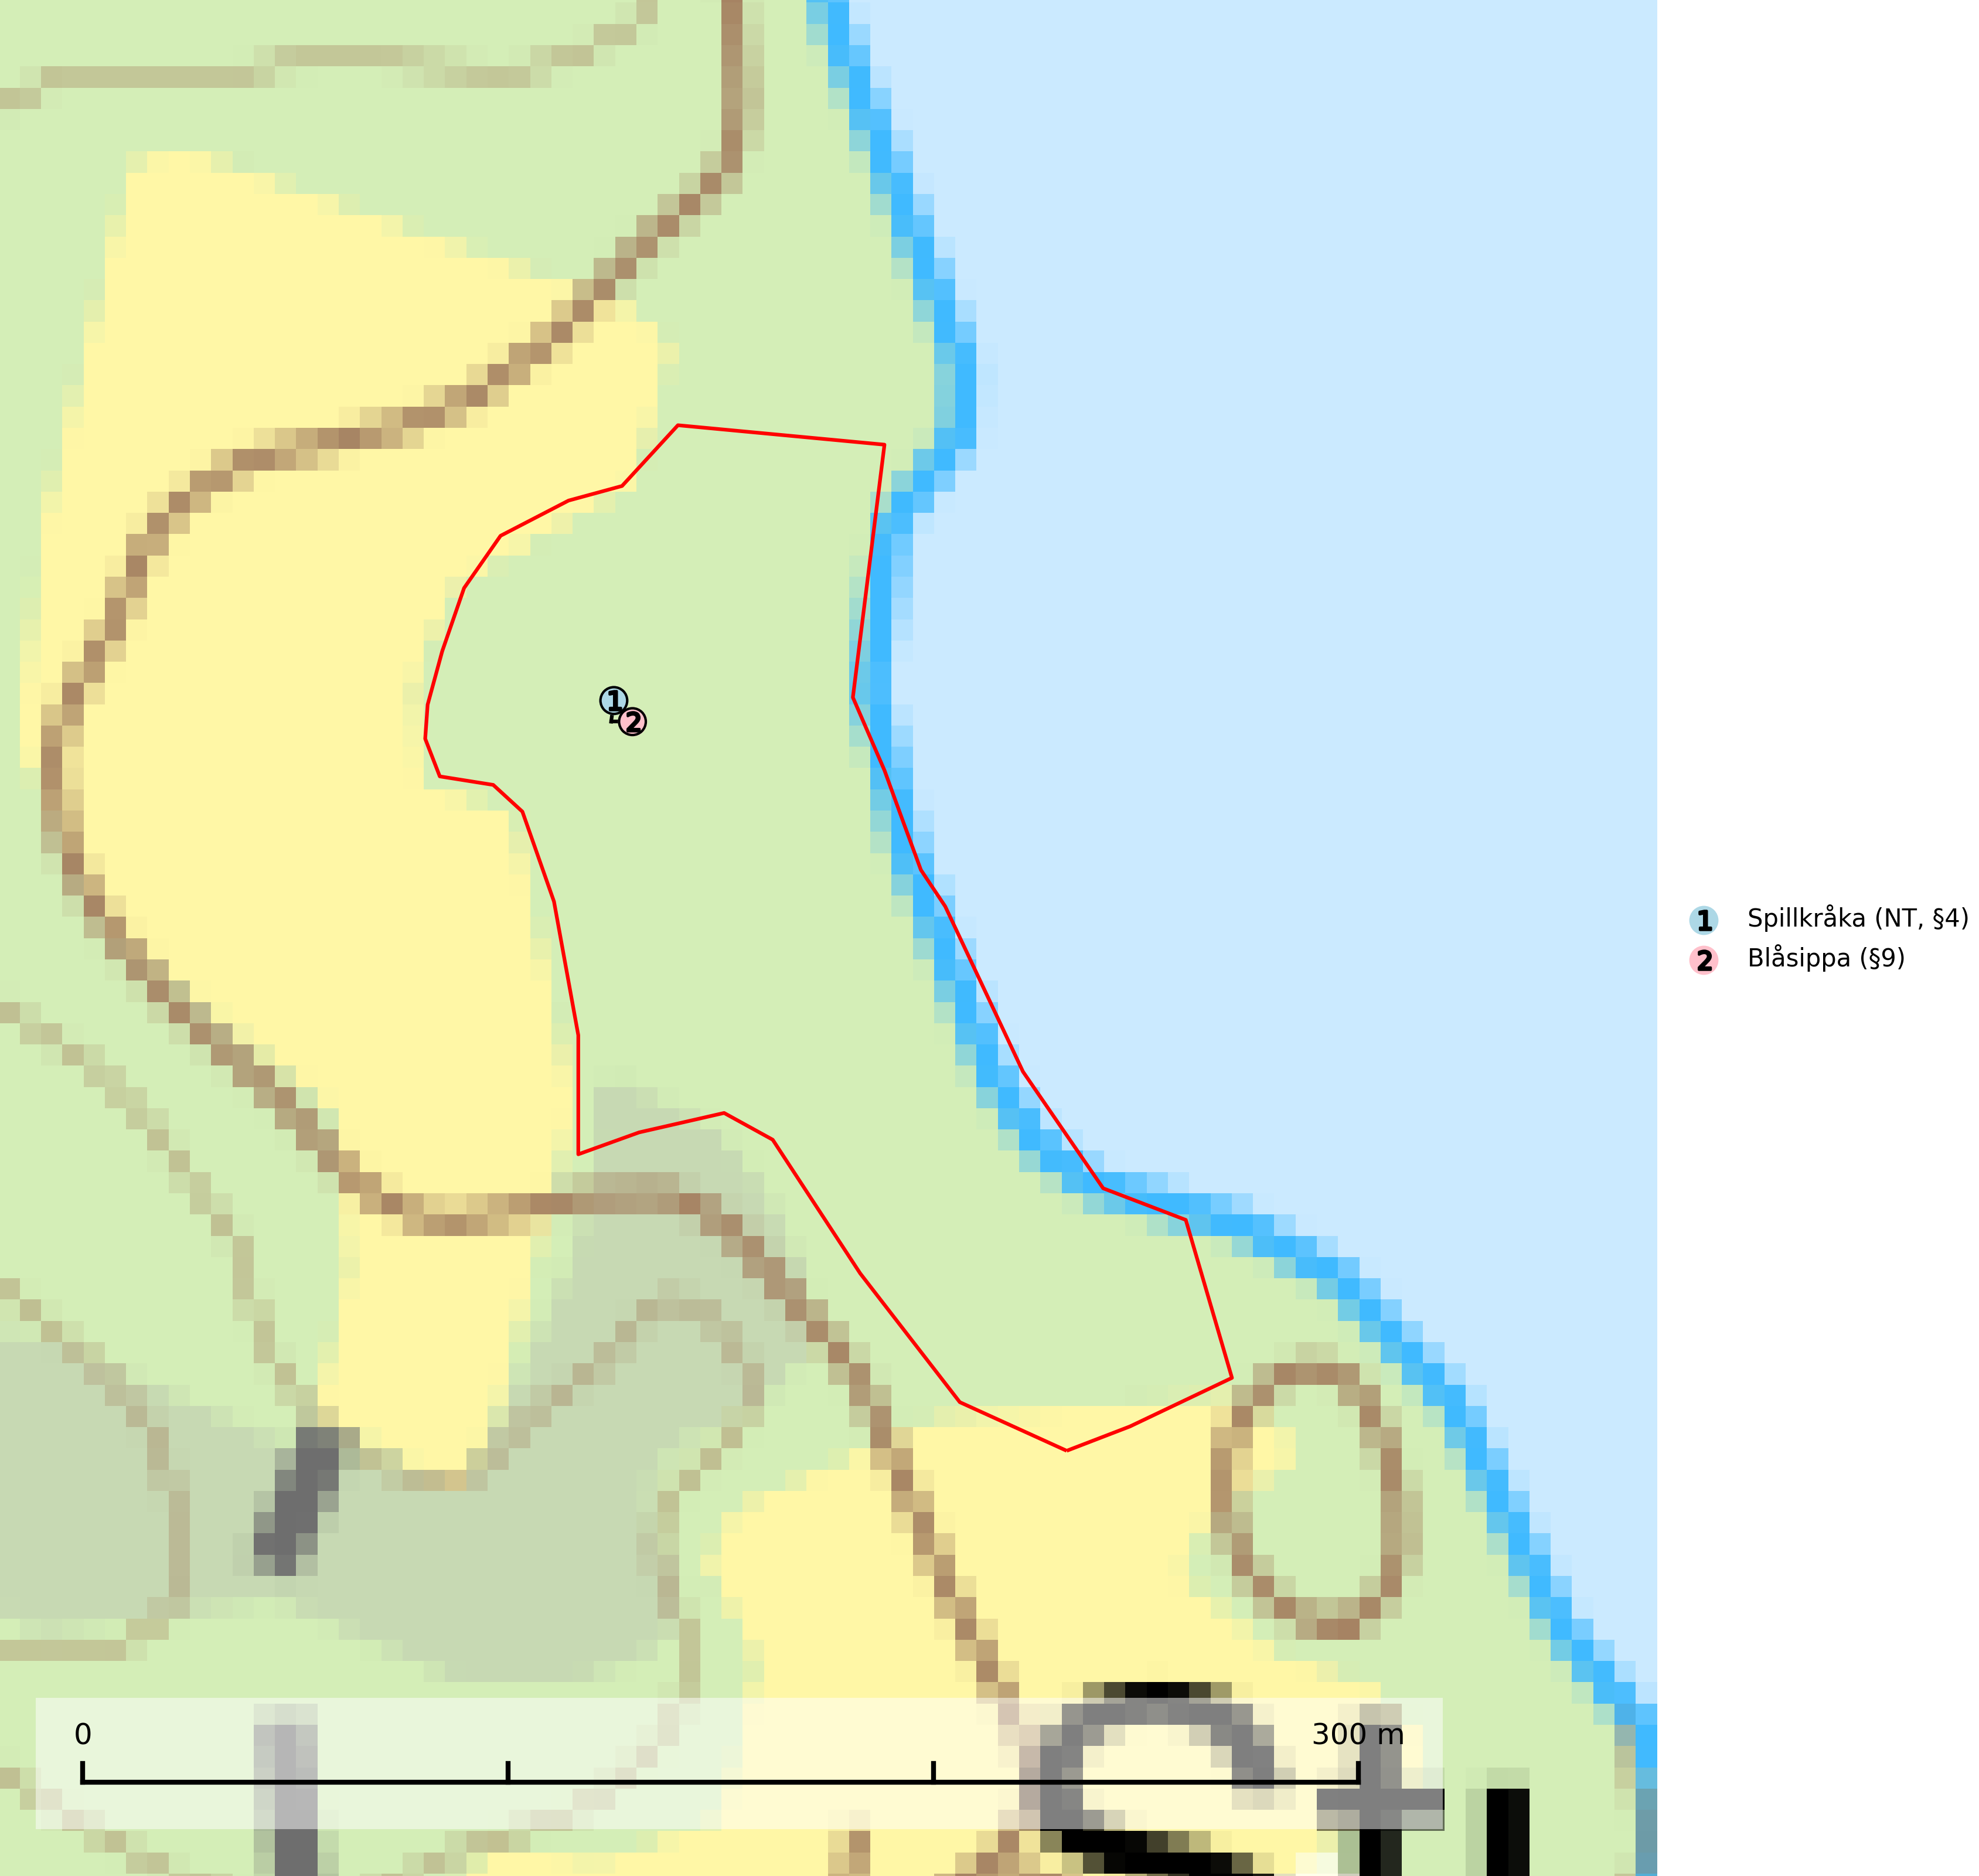 1
2
1 Spillkråka (NT, §4)
2 Blåsippa (§9)
0 300 m